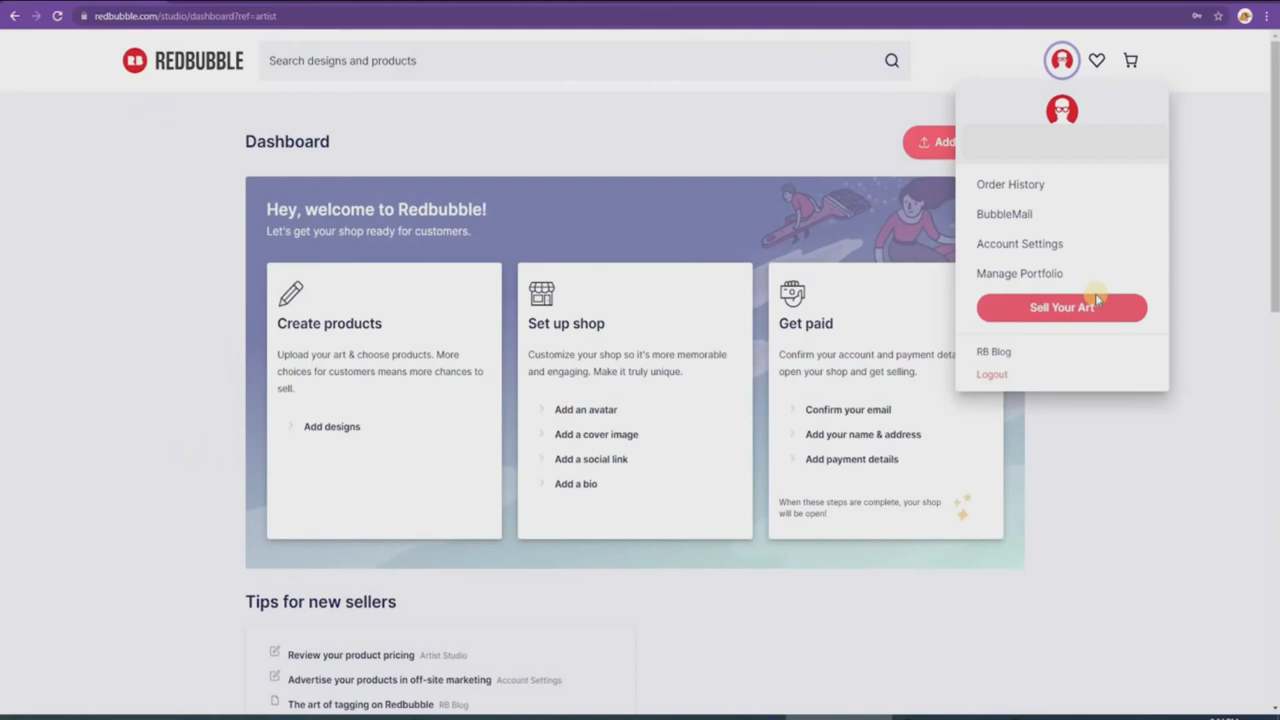 redbubble.com/studio/dashboard?ref=artist
RB REDBUBBLE
Search designs and products
Dashboard
Add
Order History
BubbleMail
Account Settings
Manage Portfolio
Sell Your Art
RB Blog
Logout
Hey, welcome to Redbubble!
Let's get your shop ready for customers.
Create products
Upload your art & choose products. More
choices for customers means more chances to
sell.
Add designs
Set up shop
Customize your shop so it's more memorable
and engaging. Make it truly unique.
Add an avatar
Add a cover image
Add a social link
Add a bio
Get paid
Confirm your account and payment deta
open your shop and get selling.
Confirm your email
Add your name & address
Add payment details
When these steps are complete, your shop
will be open!
Tips for new sellers
Review your product pricing Artist Studio
Advertise your products in off-site marketing Account Settings
The art of tagging on Redbubble RB Blog